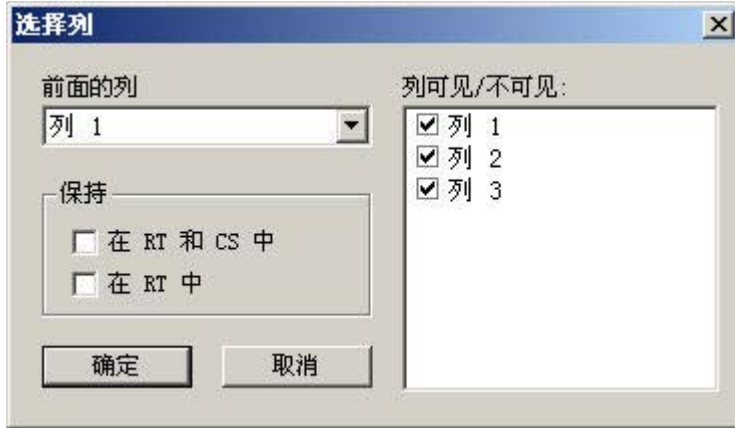 选择列
前面的列
列 1
保持
在 RT 和 CS 中
在 RT 中
确定
取消
列可见/不可见:
列 1
列 2
列 3